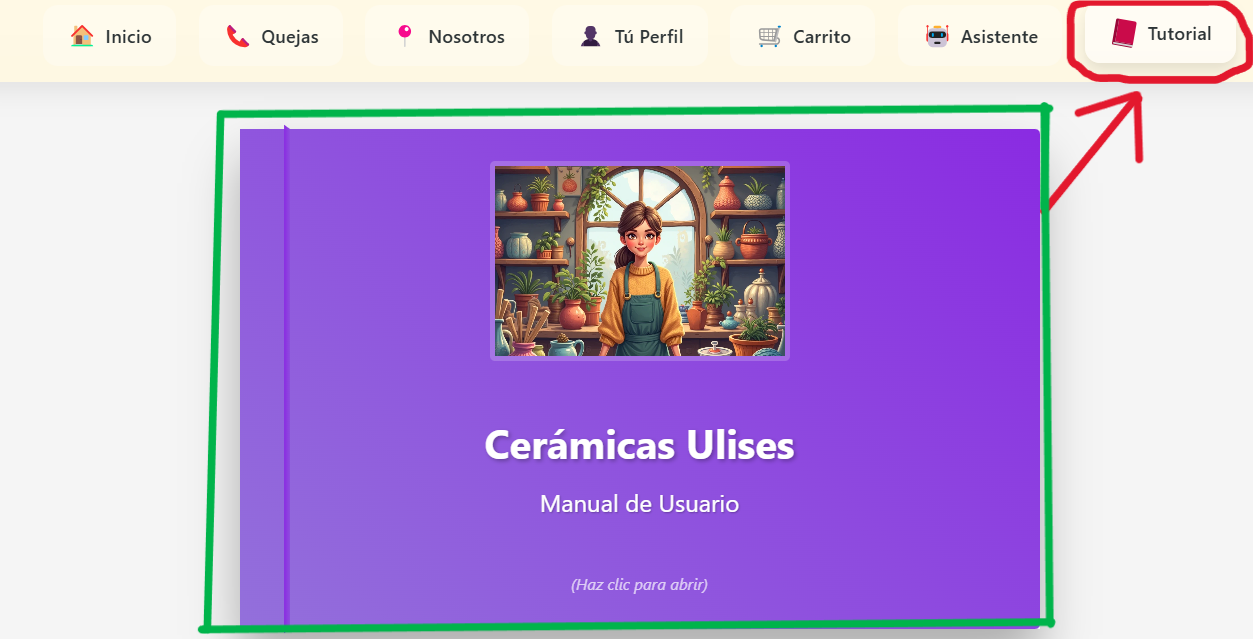 Inicio
Quejas
Nosotros
Tú Perfil
Carrito
Asistente
Tutorial
Cerámicas Ulises
Manual de Usuario
(Haz clic para abrir)